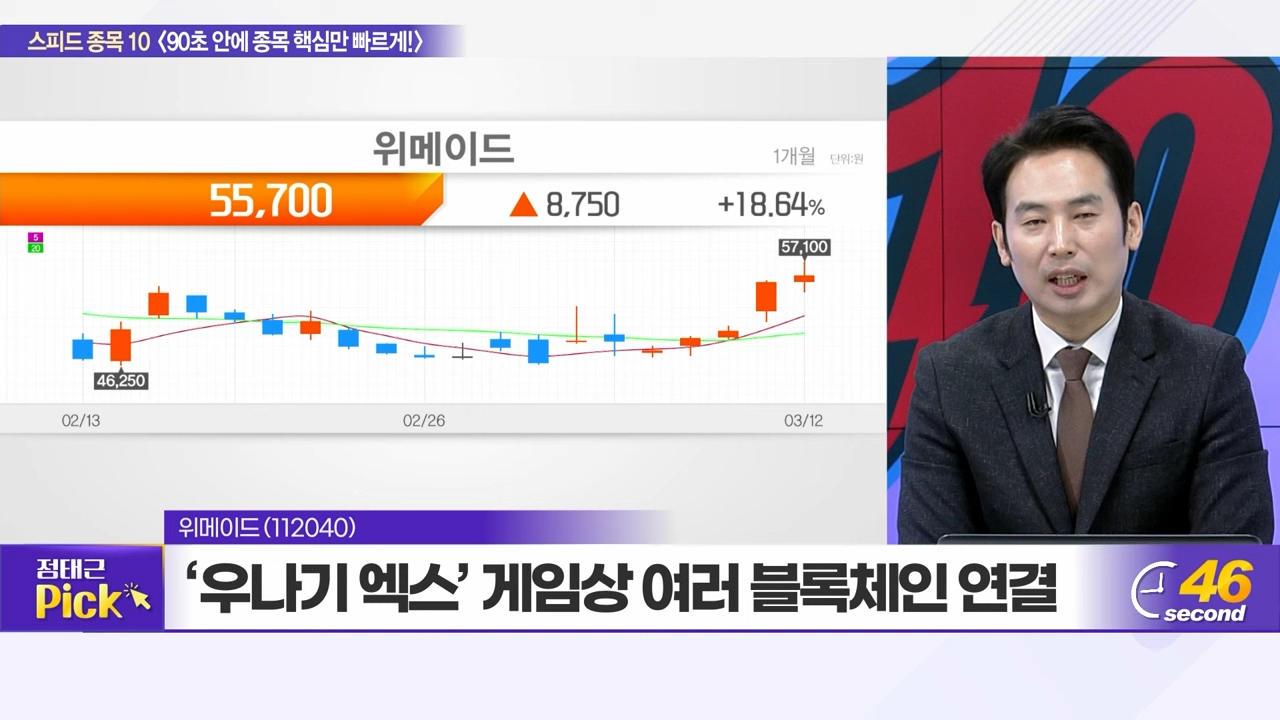 스피드 종목 10 〈90초 안에 종목 핵심만 빠르게!〉
위메이드
1개월 단위:원
55,700 ▲ 8,750 +18.64%
5
20
57,100
46,250
02/13 02/26 03/12
위메이드(112040)
정태근
Pick
‘우나기 엑스’ 게임상 여러 블록체인 연결
46
second
10